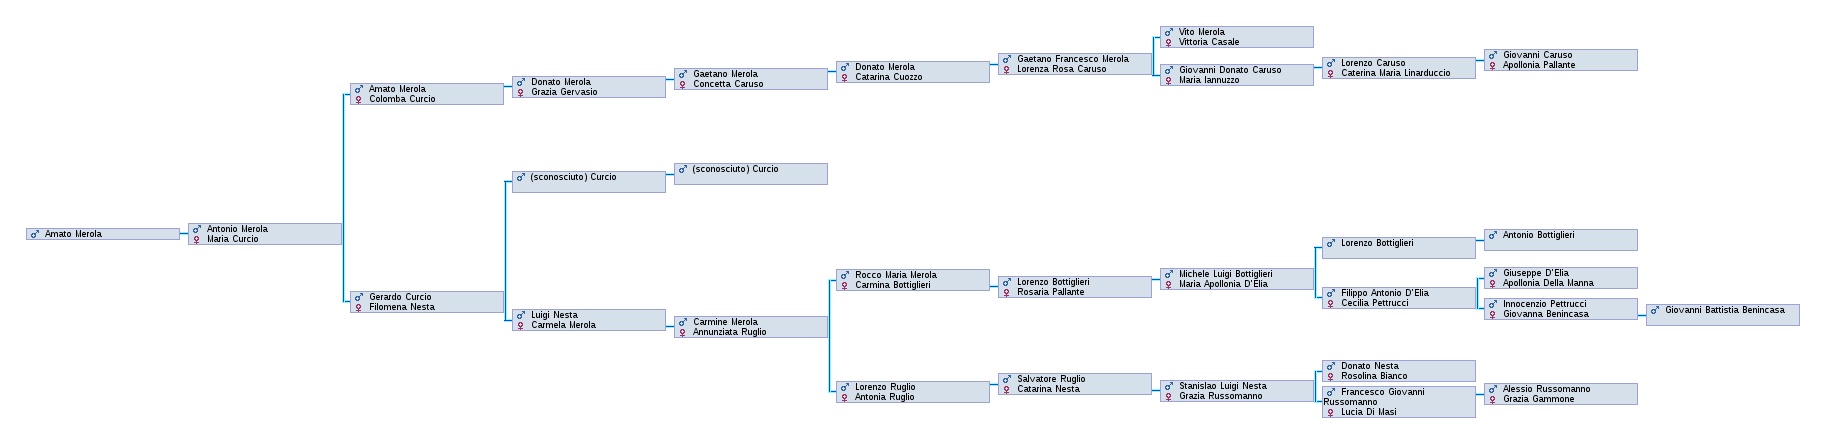 Amato Merola
Antonio Merola
Maria Curcio
Amato Merola
Colomba Curcio
Gerardo Curcio
Filomena Nesta
Donato Merola
Grazia Gervasio
(sconosciuto) Curcio
Luigi Nesta
Carmela Merola
Gaetano Merola
Concetta Caruso
(sconosciuto) Curcio
Carmine Merola
Annunziata Ruglio
Donato Merola
Catarina Cuozzo
Rocco Maria Merola
Carmina Bottiglieri
Lorenzo Ruglio
Antonia Ruglio
Gaetano Francesco Merola
Lorenza Rosa Caruso
Lorenzo Bottiglieri
Rosaria Pallante
Salvatore Ruglio
Catarina Nesta
Vito Merola
Vittoria Casale
Giovanni Donato Caruso
Maria Iannuzzo
Michele Luigi Bottiglieri
Maria Apollonia D'Elia
Stanislao Luigi Nesta
Grazia Russomanno
Lorenzo Caruso
Caterina Maria Linarduccio
Lorenzo Bottiglieri
Filippo Antonio D'Elia
Cecilia Pettrucci
Donato Nesta
Rosolina Bianco
Francesco Giovanni
Russomanno
Lucia Di Masi
Giovanni Caruso
Apollonia Pallante
Antonio Bottiglieri
Giuseppe D'Elia
Apollonia Della Manna
Innocenzio Pettrucci
Giovanna Benincasa
Alessio Russomanno
Grazia Gammone
Giovanni Battistia Benincasa